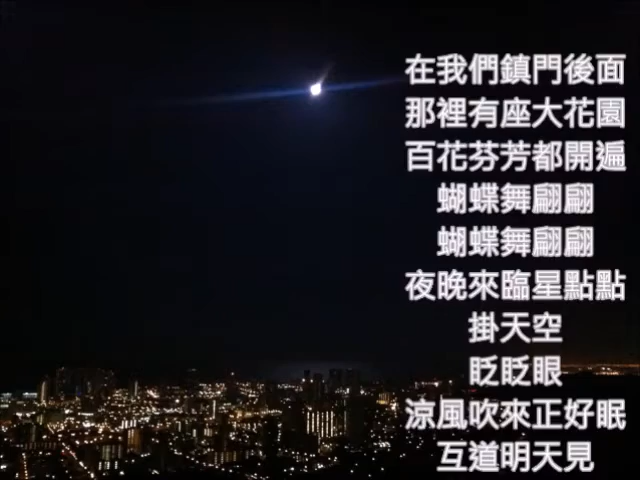 在我們鎮門後面
那裡有座大花園
百花芬芳都開遍
蝴蝶舞翩翩
蝴蝶舞翩翩
夜晚來臨星點點
掛天空
眨眨眼
涼風吹來正好眠
互道明天見